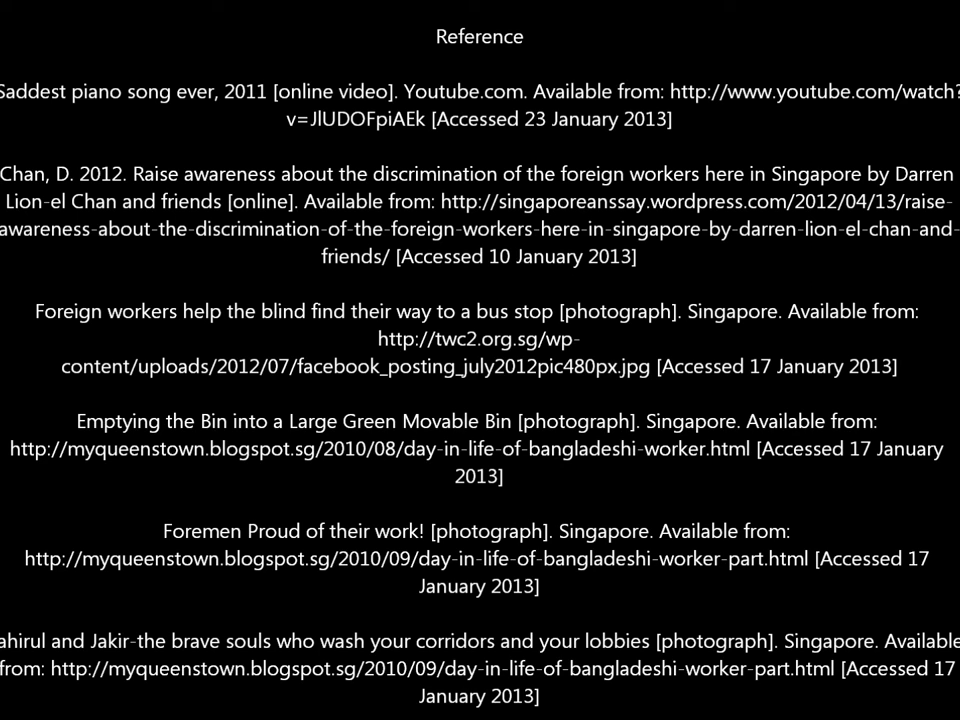 Reference
Saddest piano song ever, 2011 [online video]. Youtube.com. Available from: http://www.youtube.com/watch?
v=JlUDOFpiAEk [Accessed 23 January 2013]
Chan, D. 2012. Raise awareness about the discrimination of the foreign workers here in Singapore by Darren
Lion-el Chan and friends [online]. Available from: http://singaporeanssay.wordpress.com/2012/04/13/raise-
awareness-about-the-discrimination-of-the-foreign-workers-here-in-singapore-by-darren-lion-el-chan-and-
friends/ [Accessed 10 January 2013]
Foreign workers help the blind find their way to a bus stop [photograph]. Singapore. Available from:
http://twc2.org.sg/wp-
content/uploads/2012/07/facebook_posting_july2012pic480px.jpg [Accessed 17 January 2013]
Emptying the Bin into a Large Green Movable Bin [photograph]. Singapore. Available from:
http://myqueenstown.blogspot.sg/2010/08/day-in-life-of-bangladeshi-worker.html [Accessed 17 January
2013]
Foremen Proud of their work! [photograph]. Singapore. Available from:
http://myqueenstown.blogspot.sg/2010/09/day-in-life-of-bangladeshi-worker-part.html [Accessed 17
January 2013]
ahirul and Jakir-the brave souls who wash your corridors and your lobbies [photograph]. Singapore. Available
from: http://myqueenstown.blogspot.sg/2010/09/day-in-life-of-bangladeshi-worker-part.html [Accessed 17
January 2013]